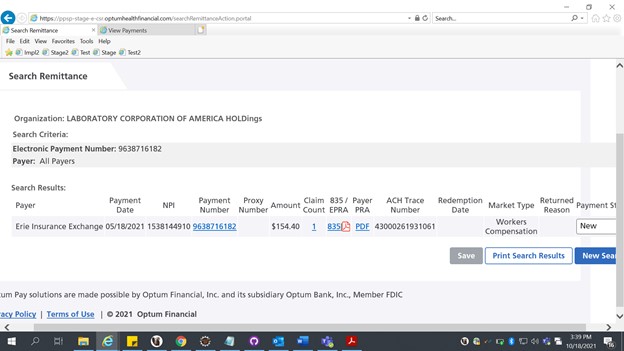 https://ppsp-stage-e-car.optumhealthfinancial.com/searchRemittanceAction.portal
Search...
Search Remittance
View Payments
File Edit View Favorites Tools Help
Impl2 Stage2 Test Stage Test2
Search Remittance
Organization: LABORATORY CORPORATION OF AMERICA HOLDings
Search Criteria:
Electronic Payment Number: 9638716182
Payer: All Payers
Search Results:
Payer Payment Date NPI Payment Number Proxy Number Amount Claim Count 835 / EPRA Payer PRA ACH Trace Number Redemption Date Market Type Returned Reason Payment St
Erie Insurance Exchange 05/18/2021 1538144910 9638716182 $154.40 1 835 PDF 43000261931061 Workers Compensation New
Save Print Search Results New Sear
tum Pay solutions are made possible by Optum Financial, Inc. and its subsidiary Optum Bank, Inc., Member FDIC
vacy Policy | Terms of Use | © 2021 Optum Financial
3:39 PM
10/18/2021